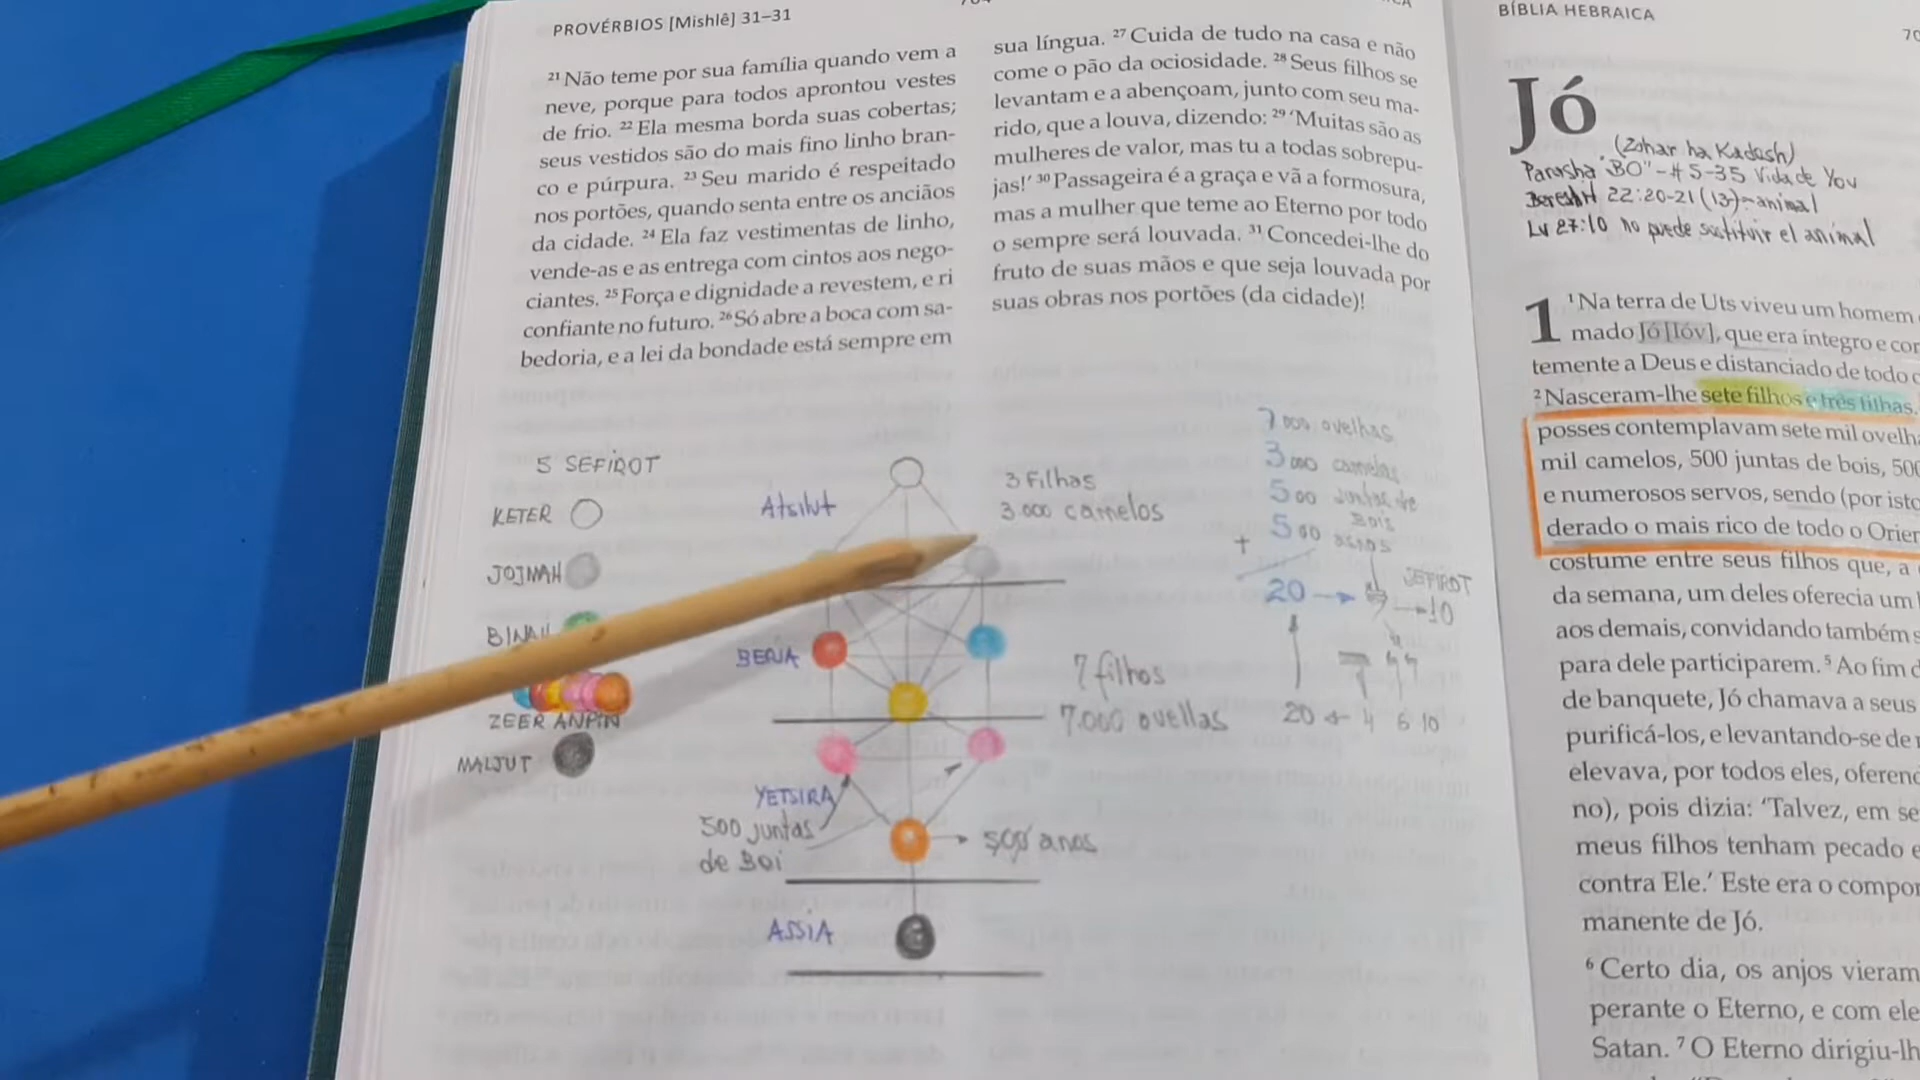 PROVÉRBIOS [Mishlê] 31–31
²¹ Não teme por sua família quando vem a
neve, porque para todos aprontou vestes
de frio. ²² Ela mesma borda suas cobertas;
seus vestidos são do mais fino linho bran-
co e púrpura. ²³ Seu marido é respeitado
nos portões, quando senta entre os anciãos
da cidade. ²⁴ Ela faz vestimentas de linho,
vende-as e as entrega com cintos aos nego-
ciantes. ²⁵ Força e dignidade a revestem, e ri
confiante no futuro. ²⁶ Só abre a boca com sa-
bedoria, e a lei da bondade está sempre em
sua língua. ²⁷ Cuida de tudo na casa e não
come o pão da ociosidade. ²⁸ Seus filhos se
levantam e a abençoam, junto com seu ma-
rido, que a louva, dizendo: ²⁹ 'Muitas são as
mulheres de valor, mas tu a todas sobrepu-
jas!' ³⁰ Passageira é a graça e vã a formosura,
mas a mulher que teme ao Eterno por todo
o sempre será louvada. ³¹ Concedei-lhe do
fruto de suas mãos e que seja louvada por
suas obras nos portões (da cidade)!
5 SEFIROT
KETER
JOJMAH
BINAH
ZEER ANPIN
MALJUT
Atsilut
BERIA
YETSIRA
500 juntas
de Boi
ASSIA
3 Filhas
3.000 camelos
7 filhos
7.000 ovellas
500 anos
7000 ovelhas
3000 camelos
500 juntas de
Bois
500 asnos
+
20
SEFIROT
10
20 4 6 10
BÍBLIA HEBRAICA
Jó
(Zohar ha Kadosh)
Parasha "BO" - # 5-35 Vida de Yov
Bereshit 22:20-21 (13) animal
Lv 27:10 no puede sustituir el animal
1 ¹ Na terra de Uts viveu um homem
mado Jó [Ióv], que era íntegro e cor
temente a Deus e distanciado de todo
² Nasceram-lhe sete filhos e três filhas.
posses contemplavam sete mil ovelh
mil camelos, 500 juntas de bois, 500
e numerosos servos, sendo (por isto
derado o mais rico de todo o Orien
costume entre seus filhos que, a
da semana, um deles oferecia um
aos demais, convidando também
para dele participarem. ⁵ Ao fim
de banquete, Jó chamava a seus
purificá-los, e levantando-se de
elevava, por todos eles, oferen
no), pois dizia: 'Talvez, em se
meus filhos tenham pecado e
contra Ele.' Este era o compor
manente de Jó.
⁶ Certo dia, os anjos vieram
perante o Eterno, e com ele
Satan. ⁷ O Eterno dirigiu-lh